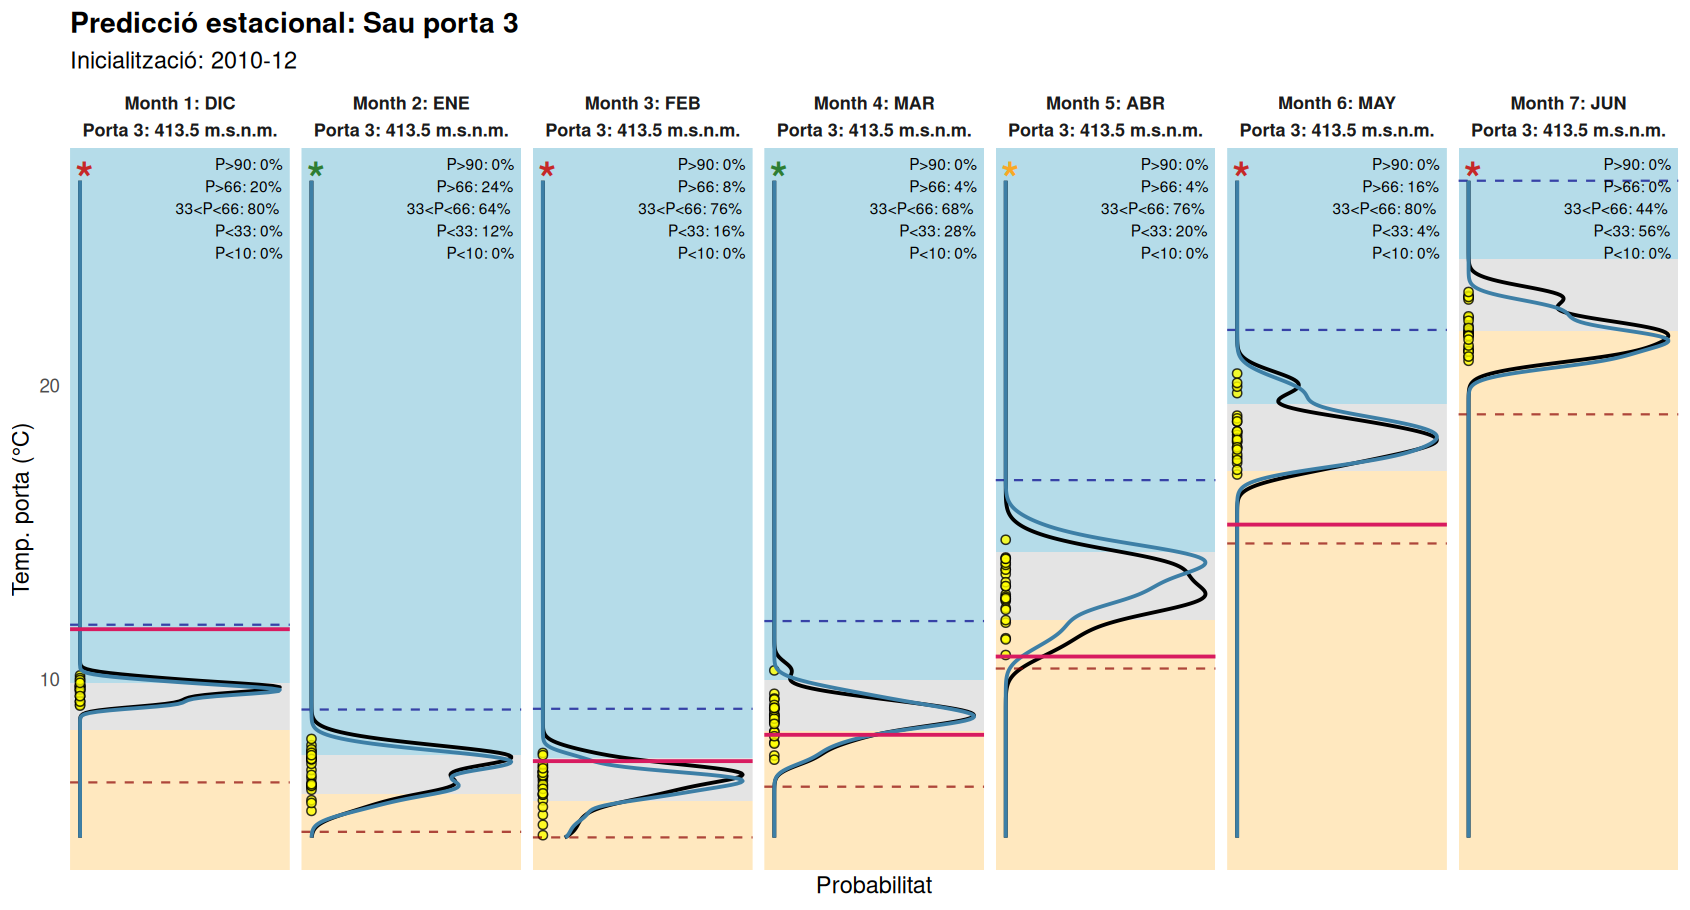 Predicció estacional: Sau porta 3
Inicialització: 2010-12
Month 1: DIC
Porta 3: 413.5 m.s.n.m.
P>90: 0%
P>66: 20%
33<P<66: 80%
P<33: 0%
P<10: 0%
Month 2: ENE
Porta 3: 413.5 m.s.n.m.
P>90: 0%
P>66: 24%
33<P<66: 64%
P<33: 12%
P<10: 0%
Month 3: FEB
Porta 3: 413.5 m.s.n.m.
P>90: 0%
P>66: 8%
33<P<66: 76%
P<33: 16%
P<10: 0%
Month 4: MAR
Porta 3: 413.5 m.s.n.m.
P>90: 0%
P>66: 4%
33<P<66: 68%
P<33: 28%
P<10: 0%
Month 5: ABR
Porta 3: 413.5 m.s.n.m.
P>90: 0%
P>66: 4%
33<P<66: 76%
P<33: 20%
P<10: 0%
Month 6: MAY
Porta 3: 413.5 m.s.n.m.
P>90: 0%
P>66: 16%
33<P<66: 80%
P<33: 4%
P<10: 0%
Month 7: JUN
Porta 3: 413.5 m.s.n.m.
P>90: 0%
P>66: 0%
33<P<66: 44%
P<33: 56%
P<10: 0%
20
10
Temp. porta (°C)
Probabilitat